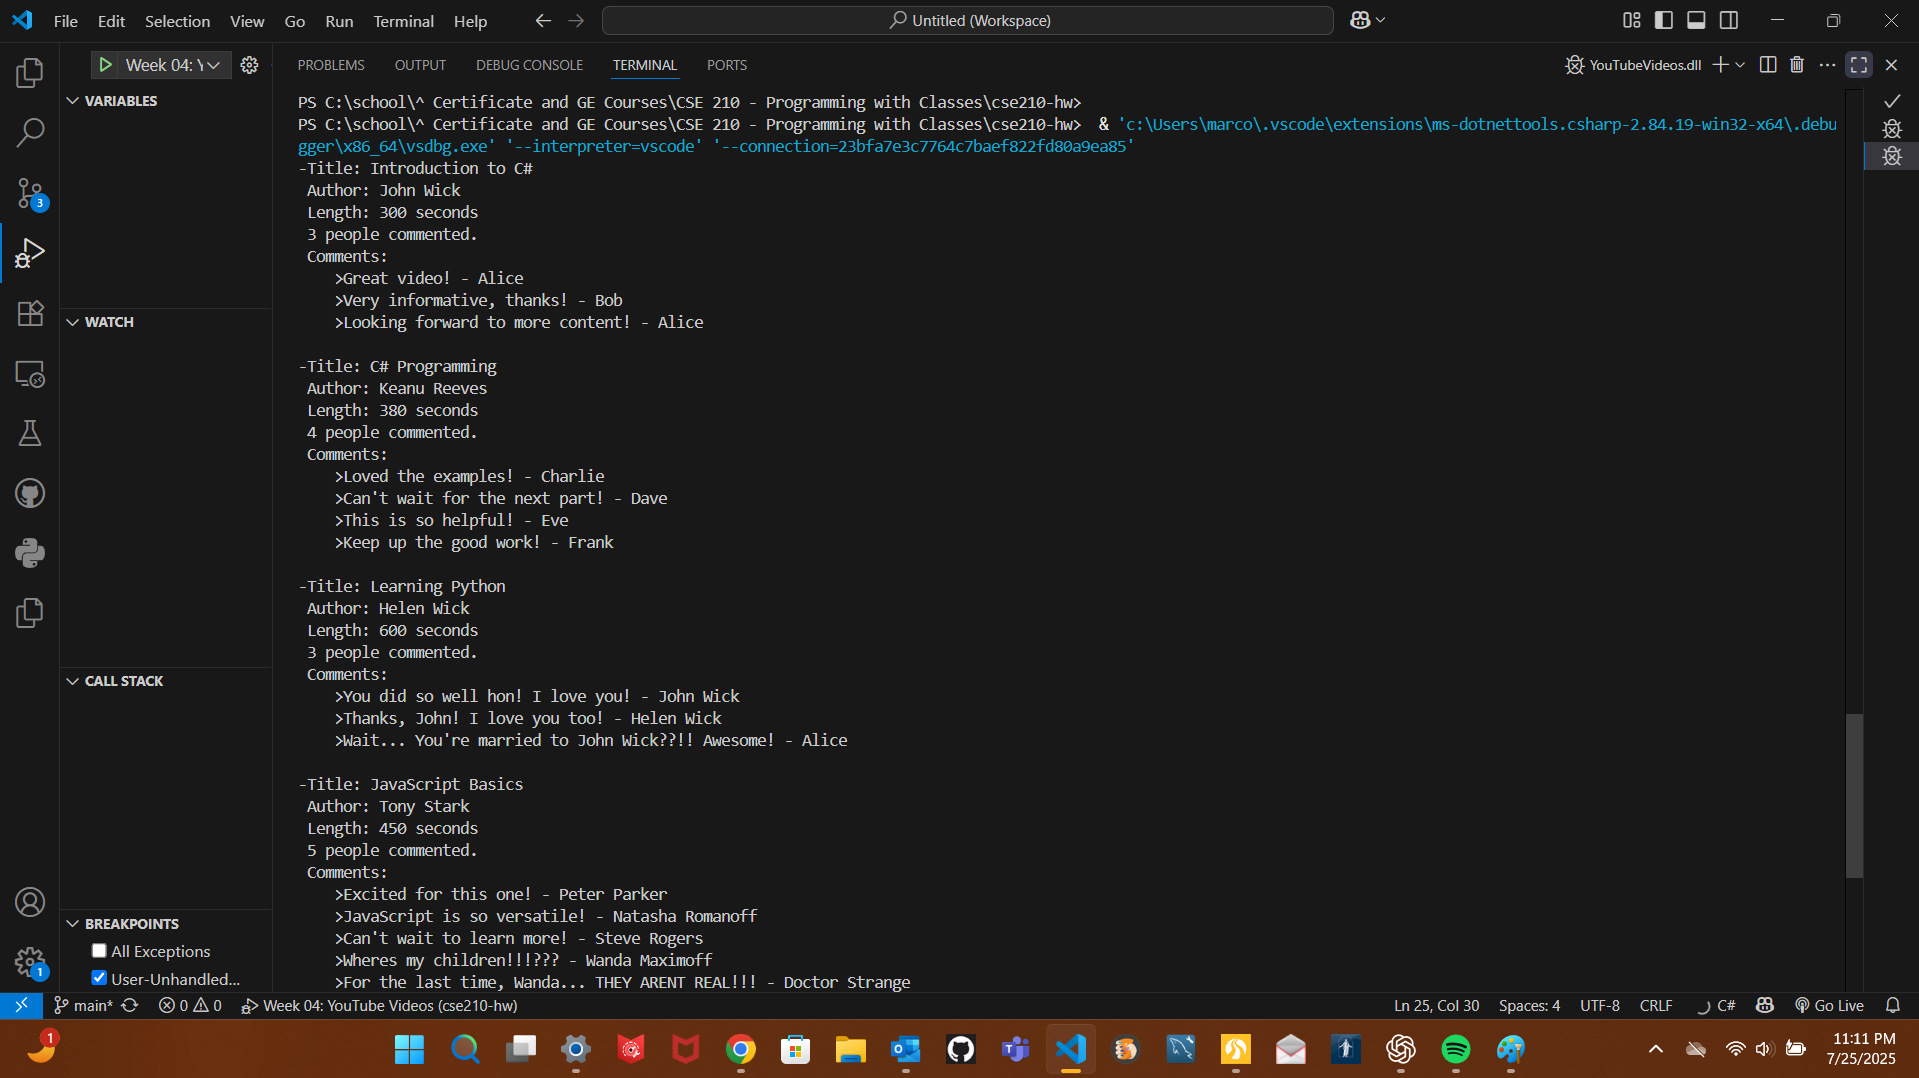 File Edit Selection View Go Run Terminal Help
Untitled (Workspace)
Week 04: Y
PROBLEMS OUTPUT DEBUG CONSOLE TERMINAL PORTS
YouTubeVideos.dll
VARIABLES
WATCH
CALL STACK
BREAKPOINTS
All Exceptions
User-Unhandled...
3
1
PS C:\school\^ Certificate and GE Courses\CSE 210 - Programming with Classes\cse210-hw>
PS C:\school\^ Certificate and GE Courses\CSE 210 - Programming with Classes\cse210-hw>  & 'c:\Users\marco\.vscode\extensions\ms-dotnettools.csharp-2.84.19-win32-x64\.debu
gger\x86_64\vsdbg.exe' '--interpreter=vscode' '--connection=23bfa7e3c7764c7baef822fd80a9ea85'
-Title: Introduction to C#
Author: John Wick
Length: 300 seconds
3 people commented.
Comments:
>Great video! - Alice
>Very informative, thanks! - Bob
>Looking forward to more content! - Alice
-Title: C# Programming
Author: Keanu Reeves
Length: 380 seconds
4 people commented.
Comments:
>Loved the examples! - Charlie
>Can't wait for the next part! - Dave
>This is so helpful! - Eve
>Keep up the good work! - Frank
-Title: Learning Python
Author: Helen Wick
Length: 600 seconds
3 people commented.
Comments:
>You did so well hon! I love you! - John Wick
>Thanks, John! I love you too! - Helen Wick
>Wait... You're married to John Wick??!! Awesome! - Alice
-Title: JavaScript Basics
Author: Tony Stark
Length: 450 seconds
5 people commented.
Comments:
>Excited for this one! - Peter Parker
>JavaScript is so versatile! - Natasha Romanoff
>Can't wait to learn more! - Steve Rogers
>Wheres my children!!!??? - Wanda Maximoff
>For the last time, Wanda... THEY ARENT REAL!!! - Doctor Strange
main* 0 0 Week 04: YouTube Videos (cse210-hw) Ln 25, Col 30 Spaces: 4 UTF-8 CRLF C# Go Live
1
11:11 PM
7/25/2025